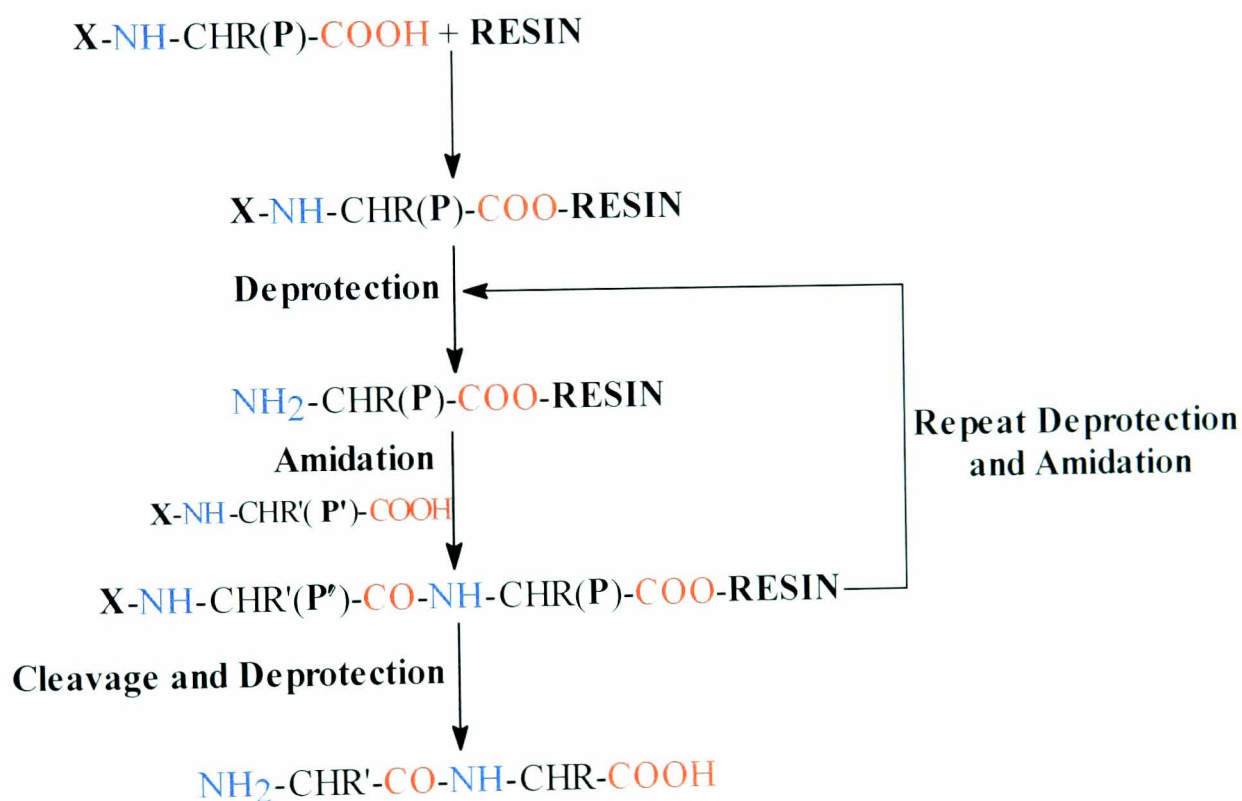 X-NH-CHR(P)-COOH + RESIN
X-NH-CHR(P)-COO-RESIN
Deprotection
NH2-CHR(P)-COO-RESIN
Amidation
X-NH-CHR'( P')-COOH
Repeat Deprotection
and Amidation
X-NH-CHR'(P')-CO-NH-CHR(P)-COO-RESIN
Cleavage and Deprotection
NH2-CHR'-CO-NH-CHR-COOH